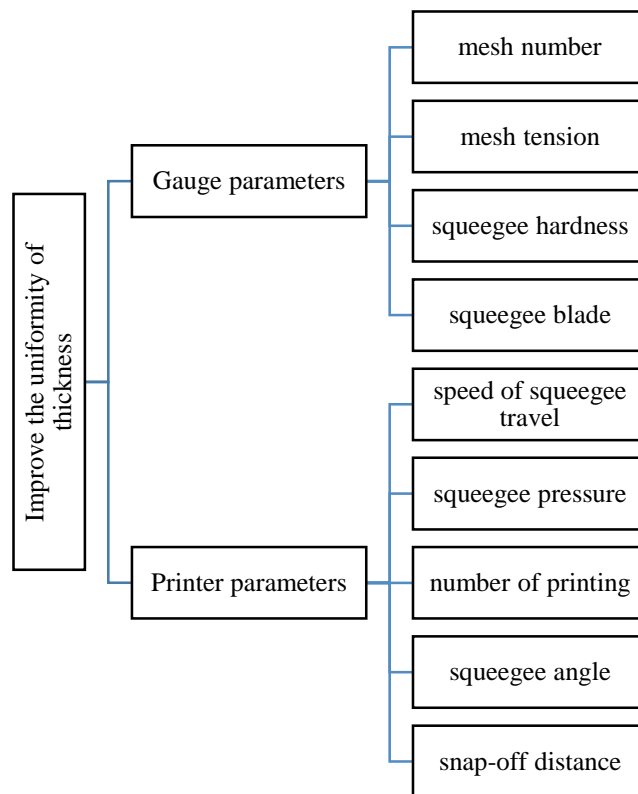 Improve the uniformity of
thickness
Gauge parameters
mesh number
mesh tension
squeegee hardness
squeegee blade
Printer parameters
speed of squeegee
travel
squeegee pressure
number of printing
squeegee angle
snap-off distance